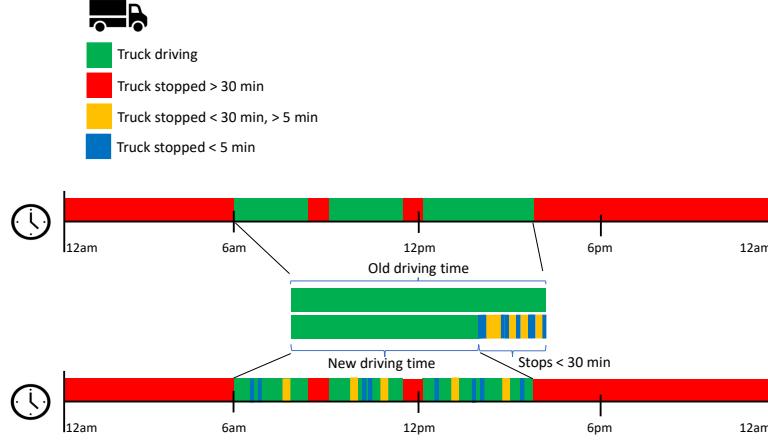 Truck driving
Truck stopped > 30 min
Truck stopped < 30 min, > 5 min
Truck stopped < 5 min
12am 6am 12pm 6pm 12am
Old driving time
New driving time Stops < 30 min
12am 6am 12pm 6pm 12am